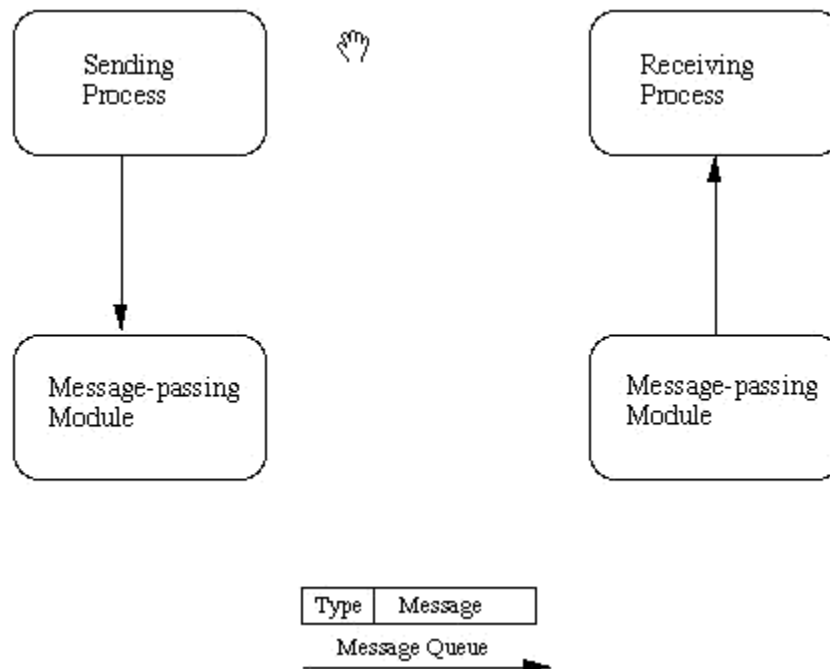 Sending
Process
Receiving
Process
Message-passing
Module
Message-passing
Module
Type Message
Message Queue